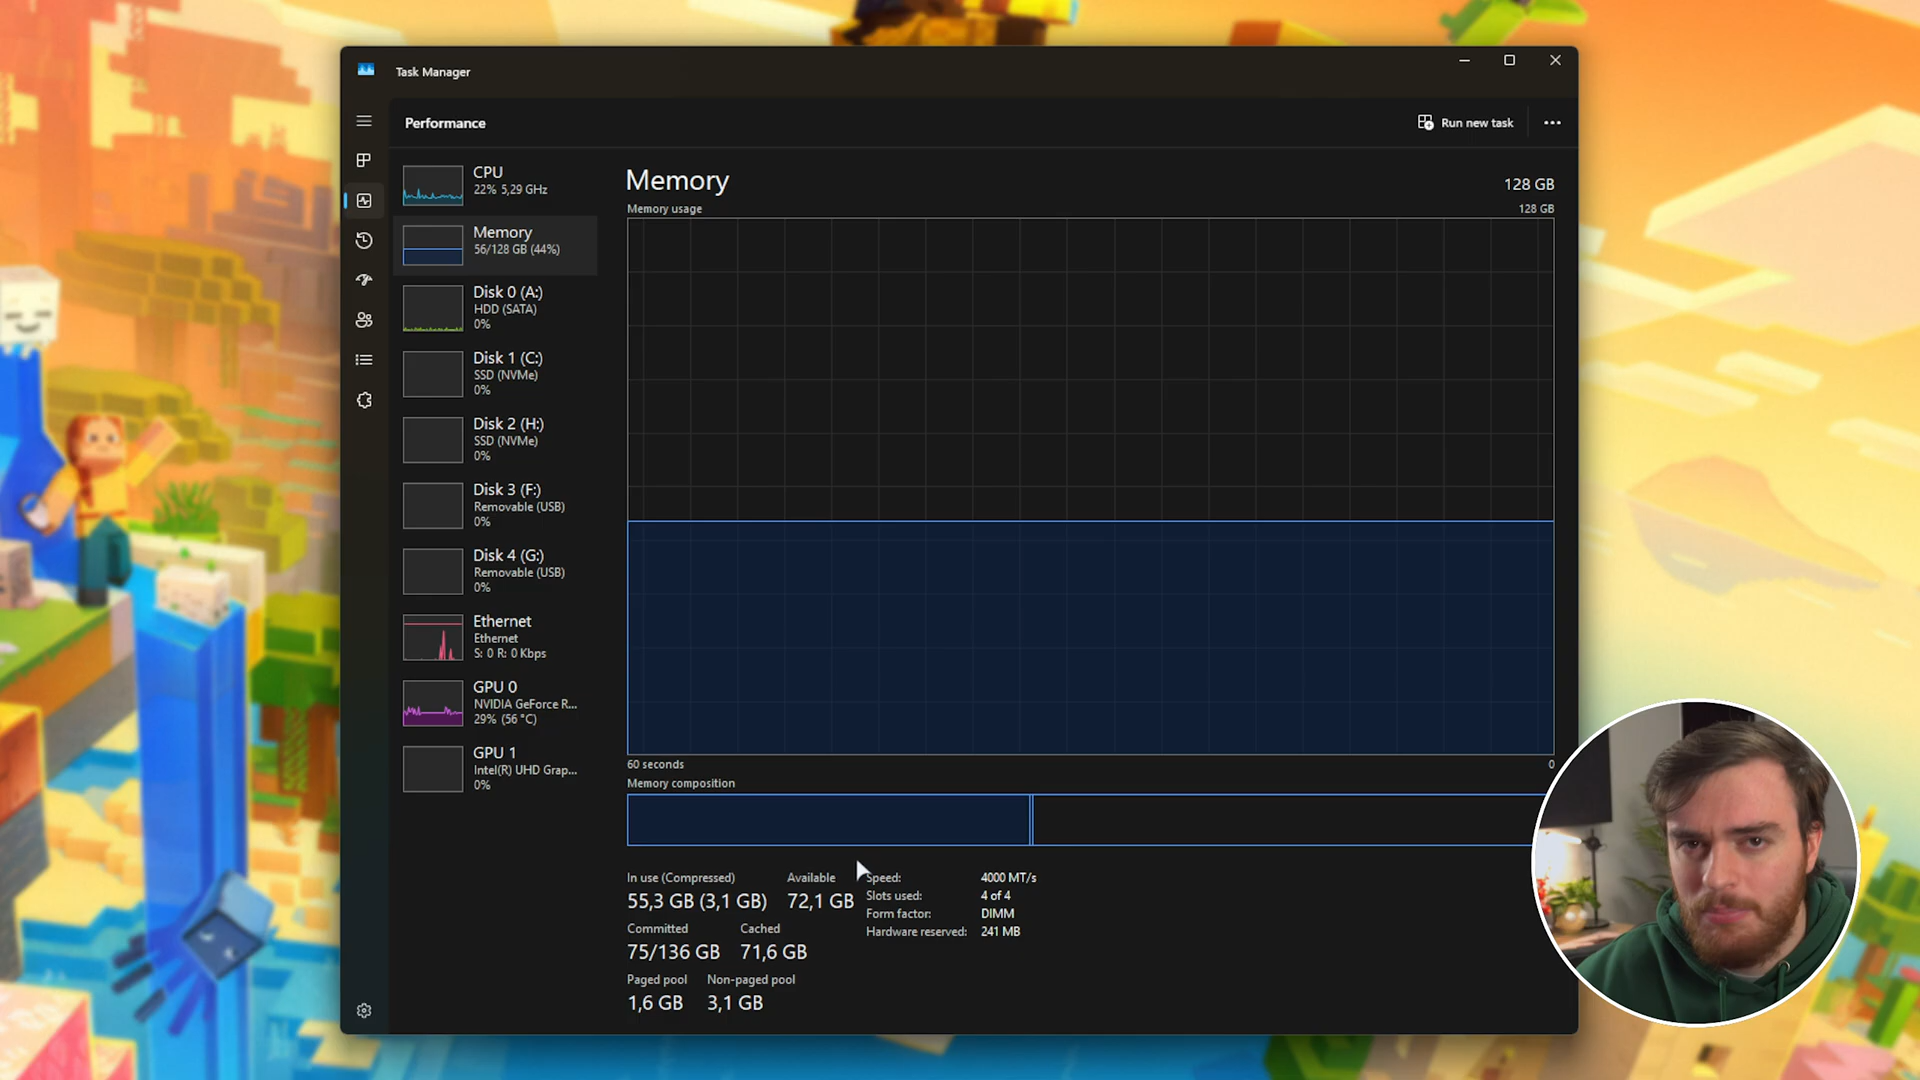 Task Manager
Performance
Run new task
CPU
22% 5,29 GHz
Memory
56/128 GB (44%)
Disk 0 (A:)
HDD (SATA)
0%
Disk 1 (C:)
SSD (NVMe)
0%
Disk 2 (H:)
SSD (NVMe)
0%
Disk 3 (F:)
Removable (USB)
0%
Disk 4 (G:)
Removable (USB)
0%
Ethernet
Ethernet
S: 0 R: 0 Kbps
GPU 0
NVIDIA GeForce R...
29% (56 °C)
GPU 1
Intel(R) UHD Grap...
0%
Memory
128 GB
Memory usage
128 GB
60 seconds
0
Memory composition
In use (Compressed)
55,3 GB (3,1 GB)
Available
72,1 GB
Committed
75/136 GB
Cached
71,6 GB
Paged pool
1,6 GB
Non-paged pool
3,1 GB
Speed: 4000 MT/s
Slots used: 4 of 4
Form factor: DIMM
Hardware reserved: 241 MB